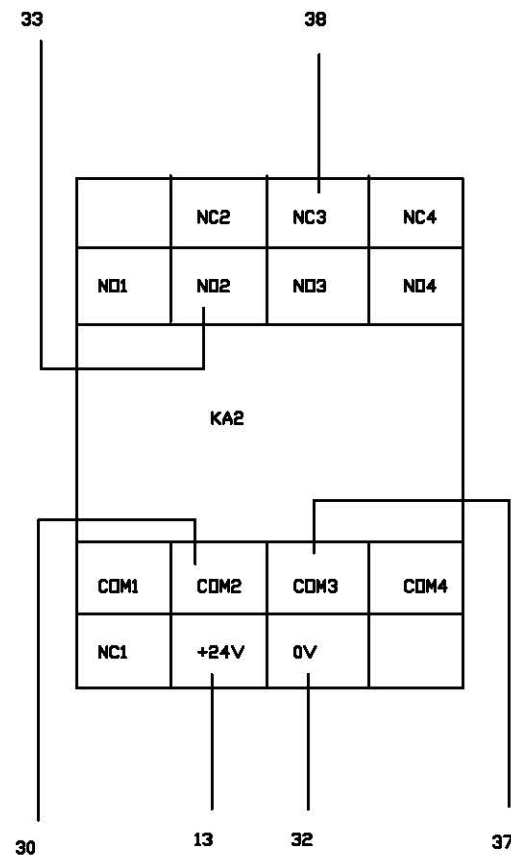 33 38
NC2 NC3 NC4
NO1 NO2 NO3 NO4
KA2
COM1 COM2 COM3 COM4
NC1 +24V 0V
30 13 32 37